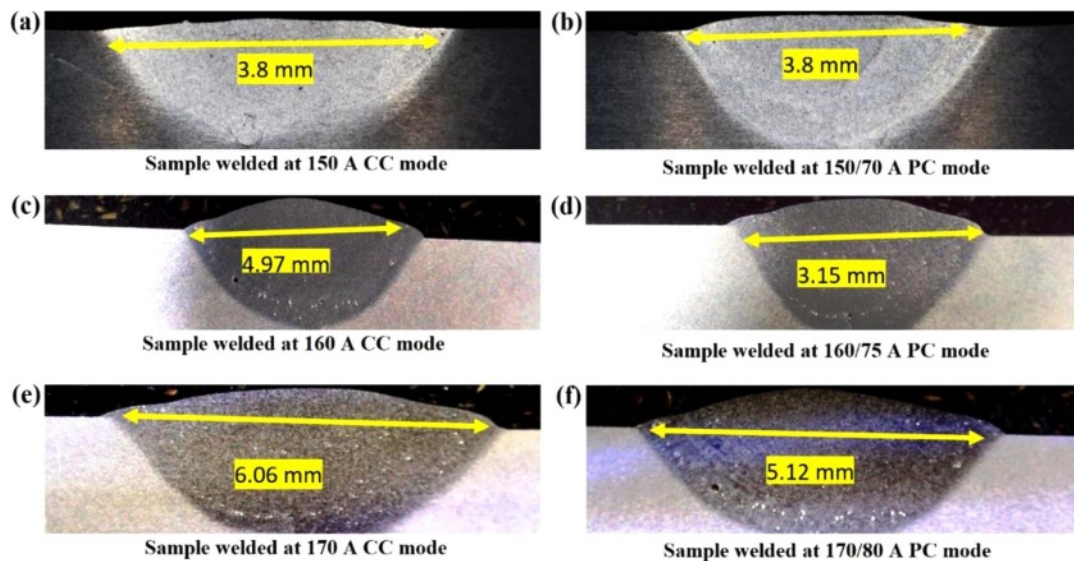 (a)
3.8 mm
Sample welded at 150 A CC mode
(b)
3.8 mm
Sample welded at 150/70 A PC mode
(c)
4.97 mm
Sample welded at 160 A CC mode
(d)
3.15 mm
Sample welded at 160/75 A PC mode
(e)
6.06 mm
Sample welded at 170 A CC mode
(f)
5.12 mm
Sample welded at 170/80 A PC mode